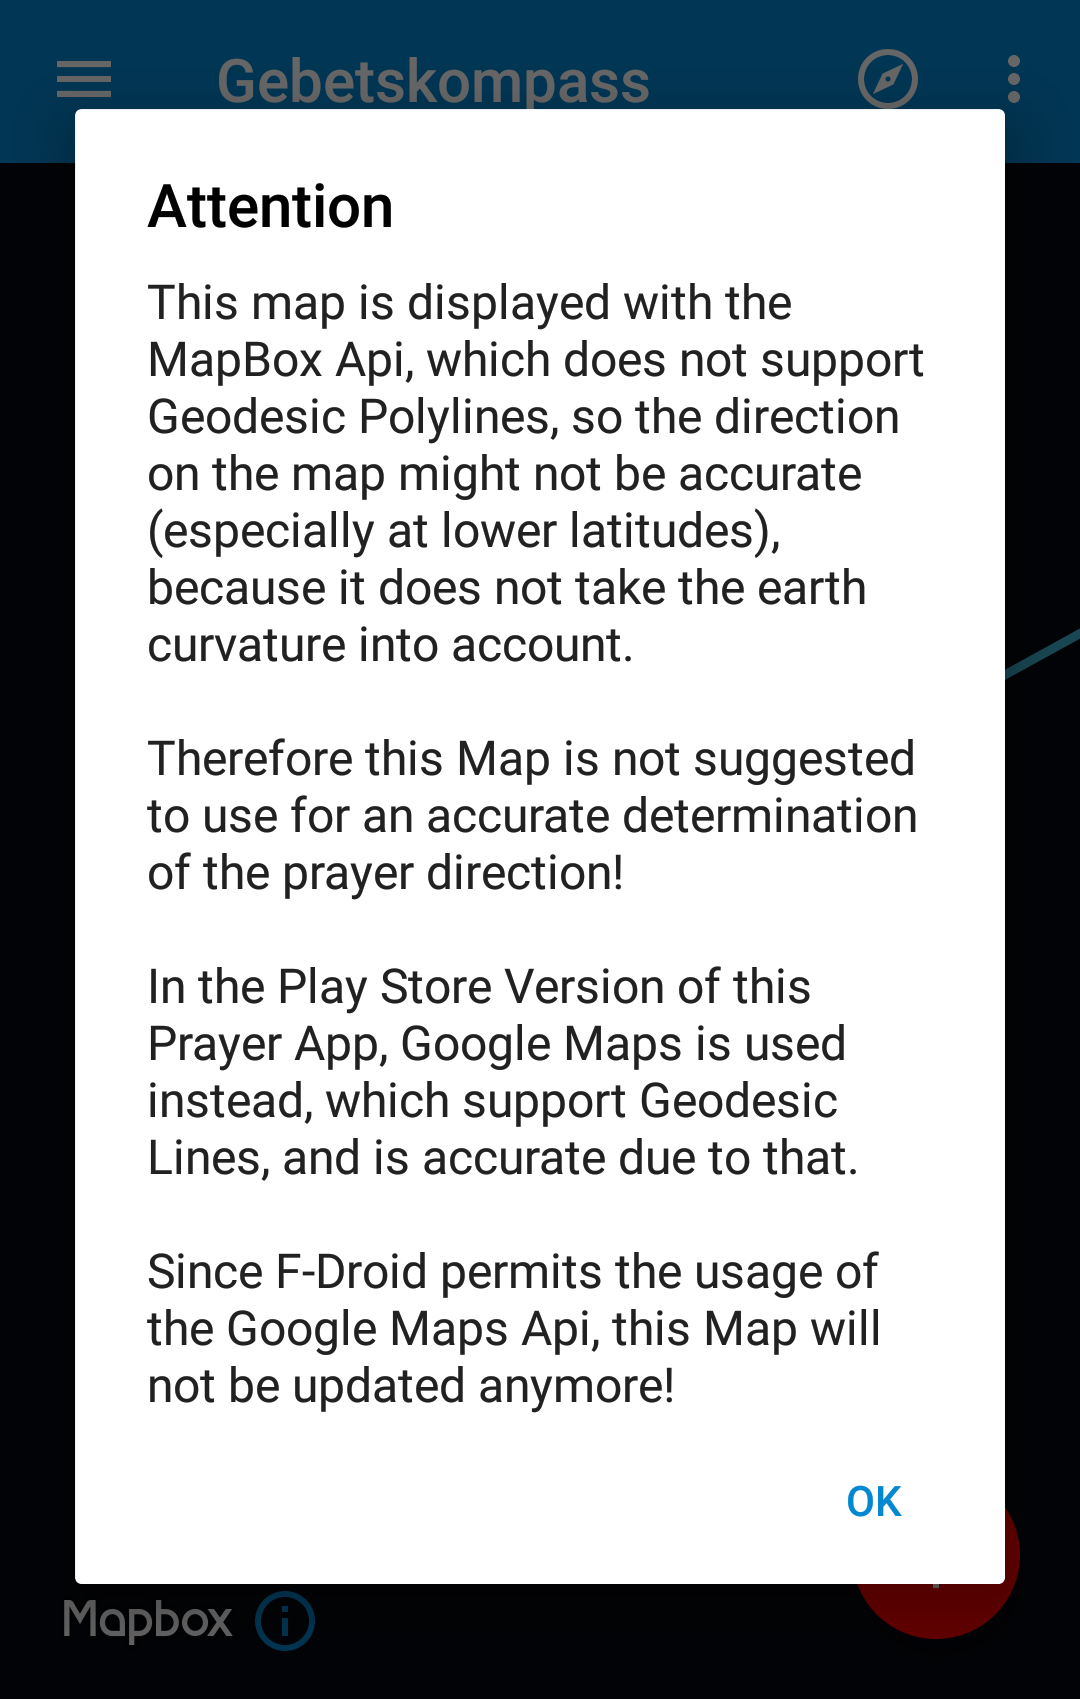 Gebetskompass
Attention
This map is displayed with the
MapBox Api, which does not support
Geodesic Polylines, so the direction
on the map might not be accurate
(especially at lower latitudes),
because it does not take the earth
curvature into account.
Therefore this Map is not suggested
to use for an accurate determination
of the prayer direction!
In the Play Store Version of this
Prayer App, Google Maps is used
instead, which support Geodesic
Lines, and is accurate due to that.
Since F-Droid permits the usage of
the Google Maps Api, this Map will
not be updated anymore!
OK
Mapbox